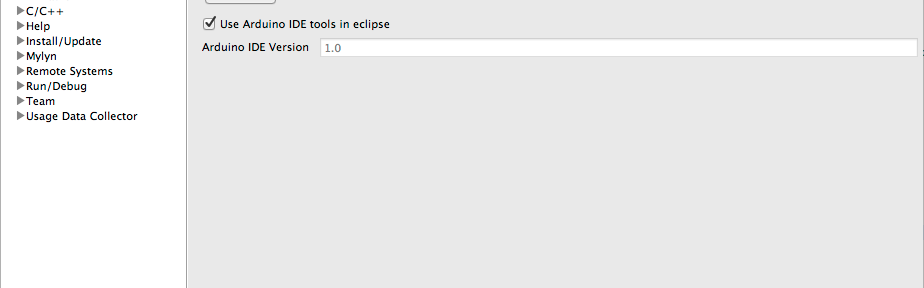 C/C++
Help
Install/Update
Mylyn
Remote Systems
Run/Debug
Team
Usage Data Collector
Use Arduino IDE tools in eclipse
Arduino IDE Version 1.0